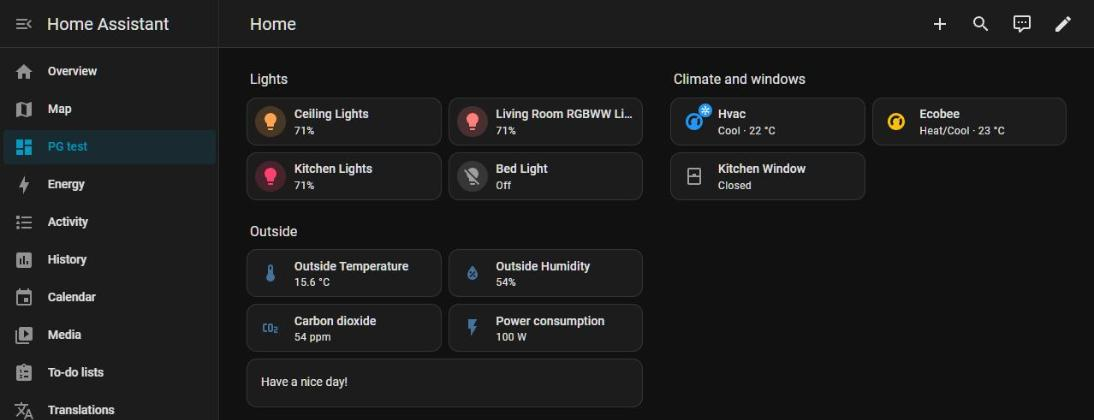 Home Assistant
Overview
Map
PG test
Energy
Activity
History
Calendar
Media
To-do lists
Translations
Home
Lights
Ceiling Lights
71%
Living Room RGBWW Li...
71%
Kitchen Lights
71%
Bed Light
Off
Outside
Outside Temperature
15.6 °C
Outside Humidity
54%
CO₂
Carbon dioxide
54 ppm
Power consumption
100 W
Have a nice day!
Climate and windows
Hvac
Cool · 22 °C
Ecobee
Heat/Cool · 23 °C
Kitchen Window
Closed